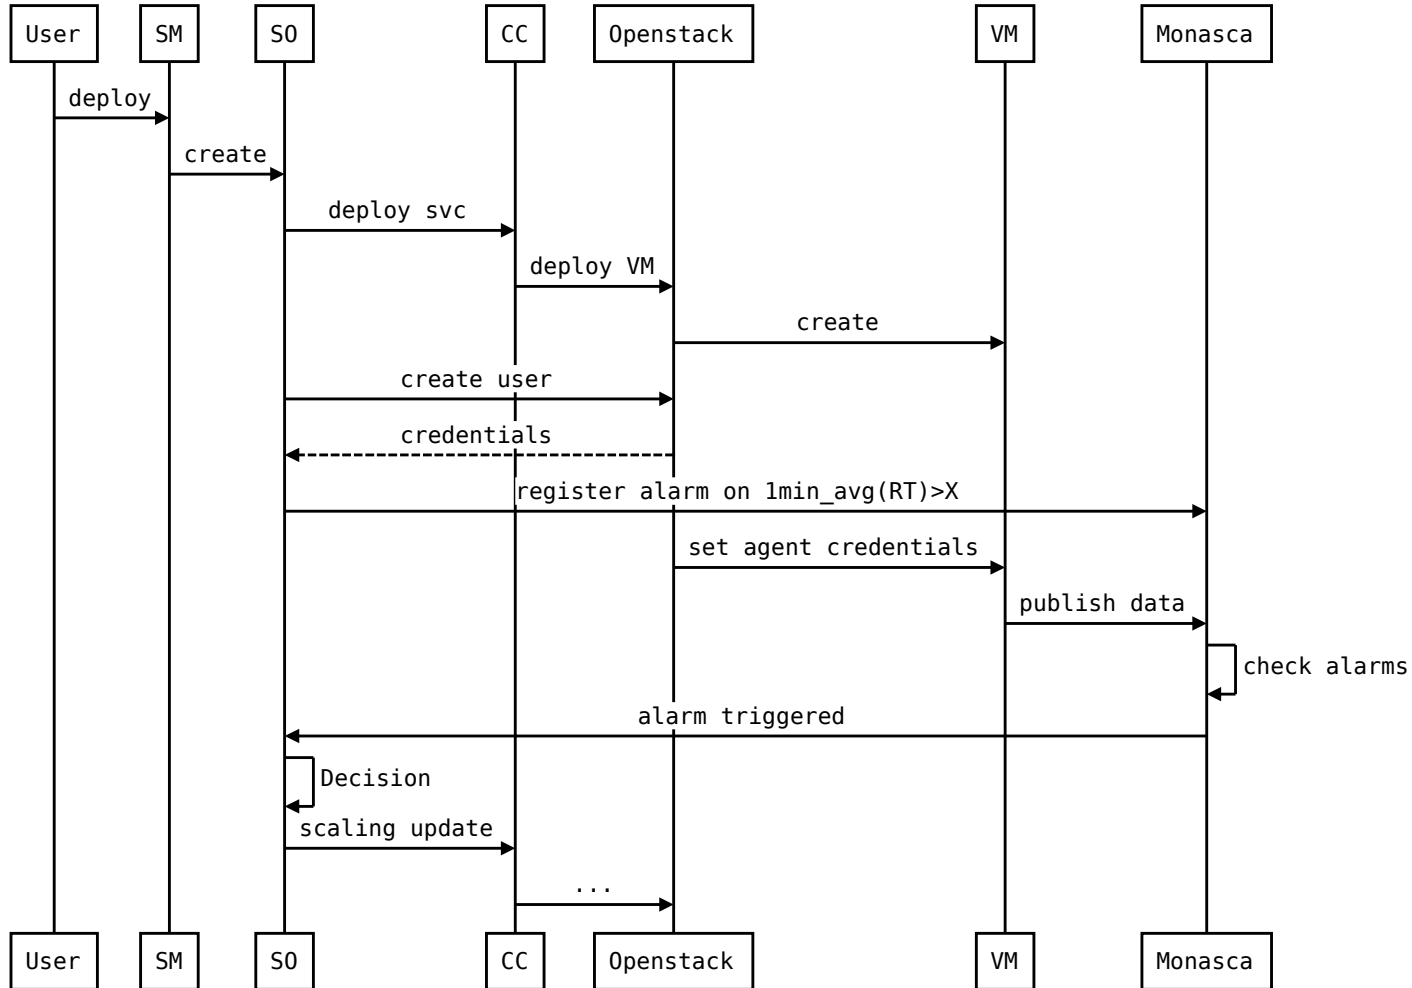 User SM SO CC Openstack VM Monasca
deploy
create
deploy svc
deploy VM
create
create user
credentials
register alarm on 1min_avg(RT)>X
set agent credentials
publish data
check alarms
alarm triggered
Decision
scaling update
...
User SM SO CC Openstack VM Monasca